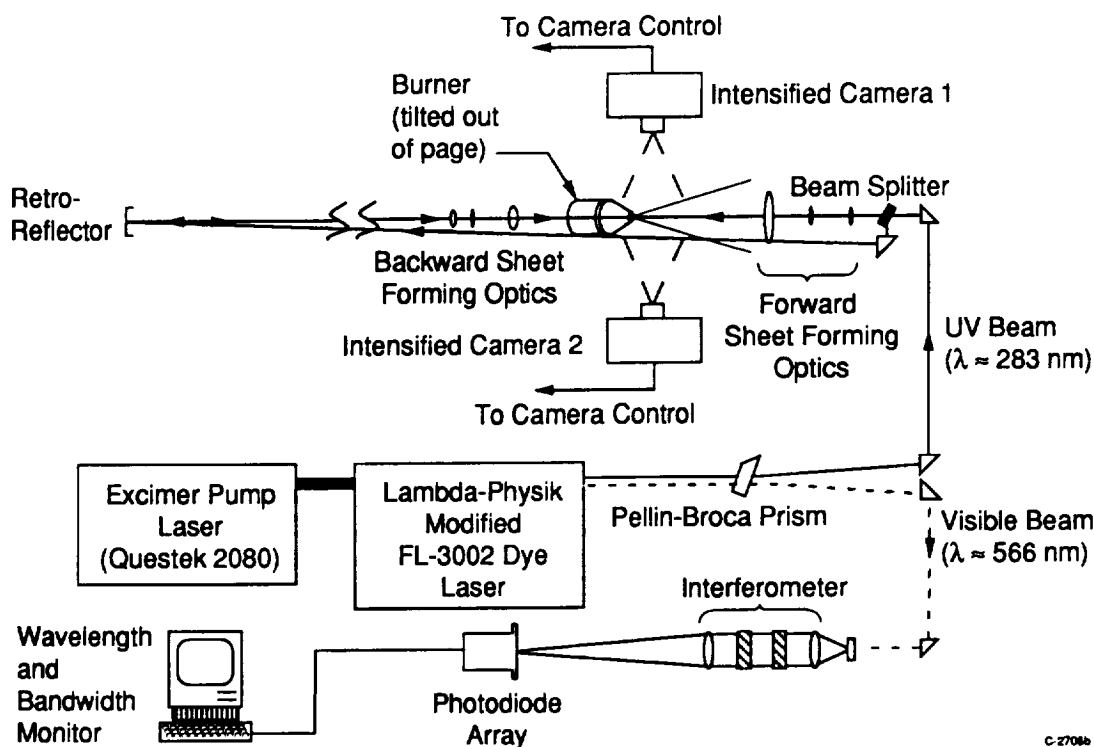 To Camera Control
Burner
(tilted out
of page)
Intensified Camera 1
Retro-
Reflector
Beam Splitter
Backward Sheet
Forming Optics
Forward
Sheet Forming
Optics
Intensified Camera 2
To Camera Control
UV Beam
(λ ≈ 283 nm)
Excimer Pump
Laser
(Questek 2080)
Lambda-Physik
Modified
FL-3002 Dye
Laser
Pellin-Broca Prism
Visible Beam
(λ ≈ 566 nm)
Interferometer
Wavelength
and
Bandwidth
Monitor
Photodiode
Array
C-2706b